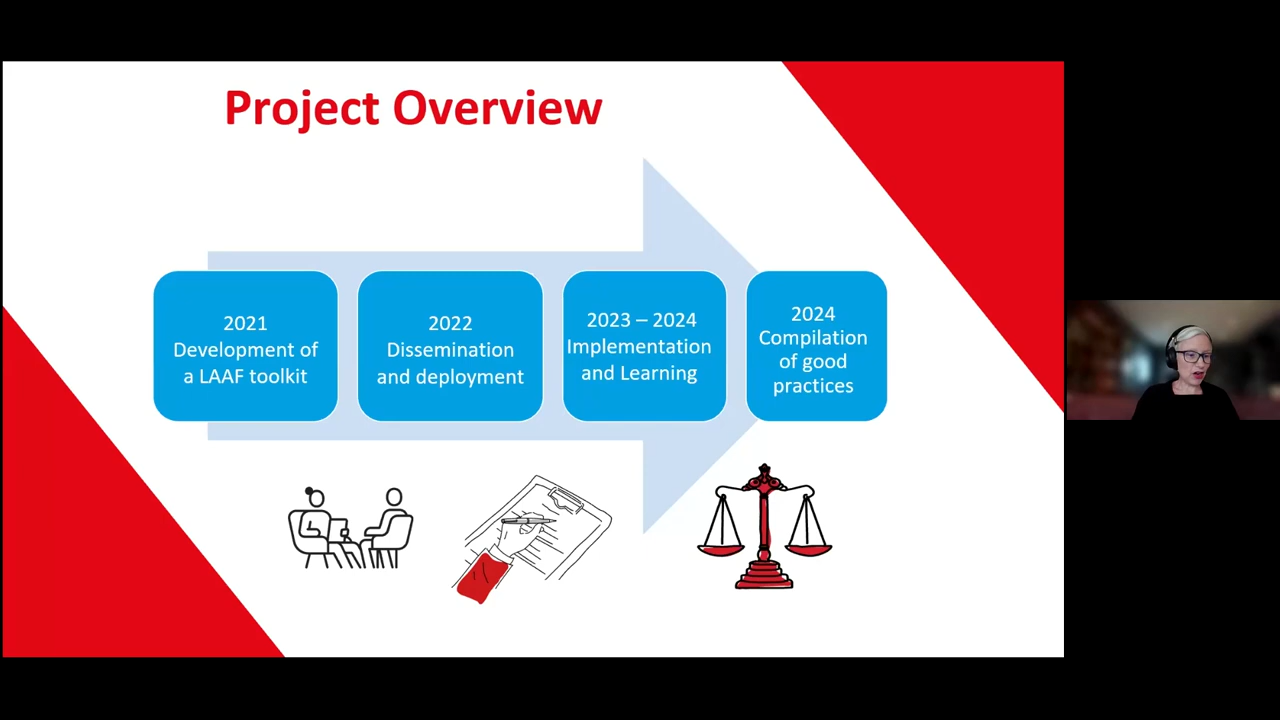 Project Overview
2021
Development of
a LAAF toolkit
2022
Dissemination
and deployment
2023 – 2024
Implementation
and Learning
2024
Compilation
of good
practices